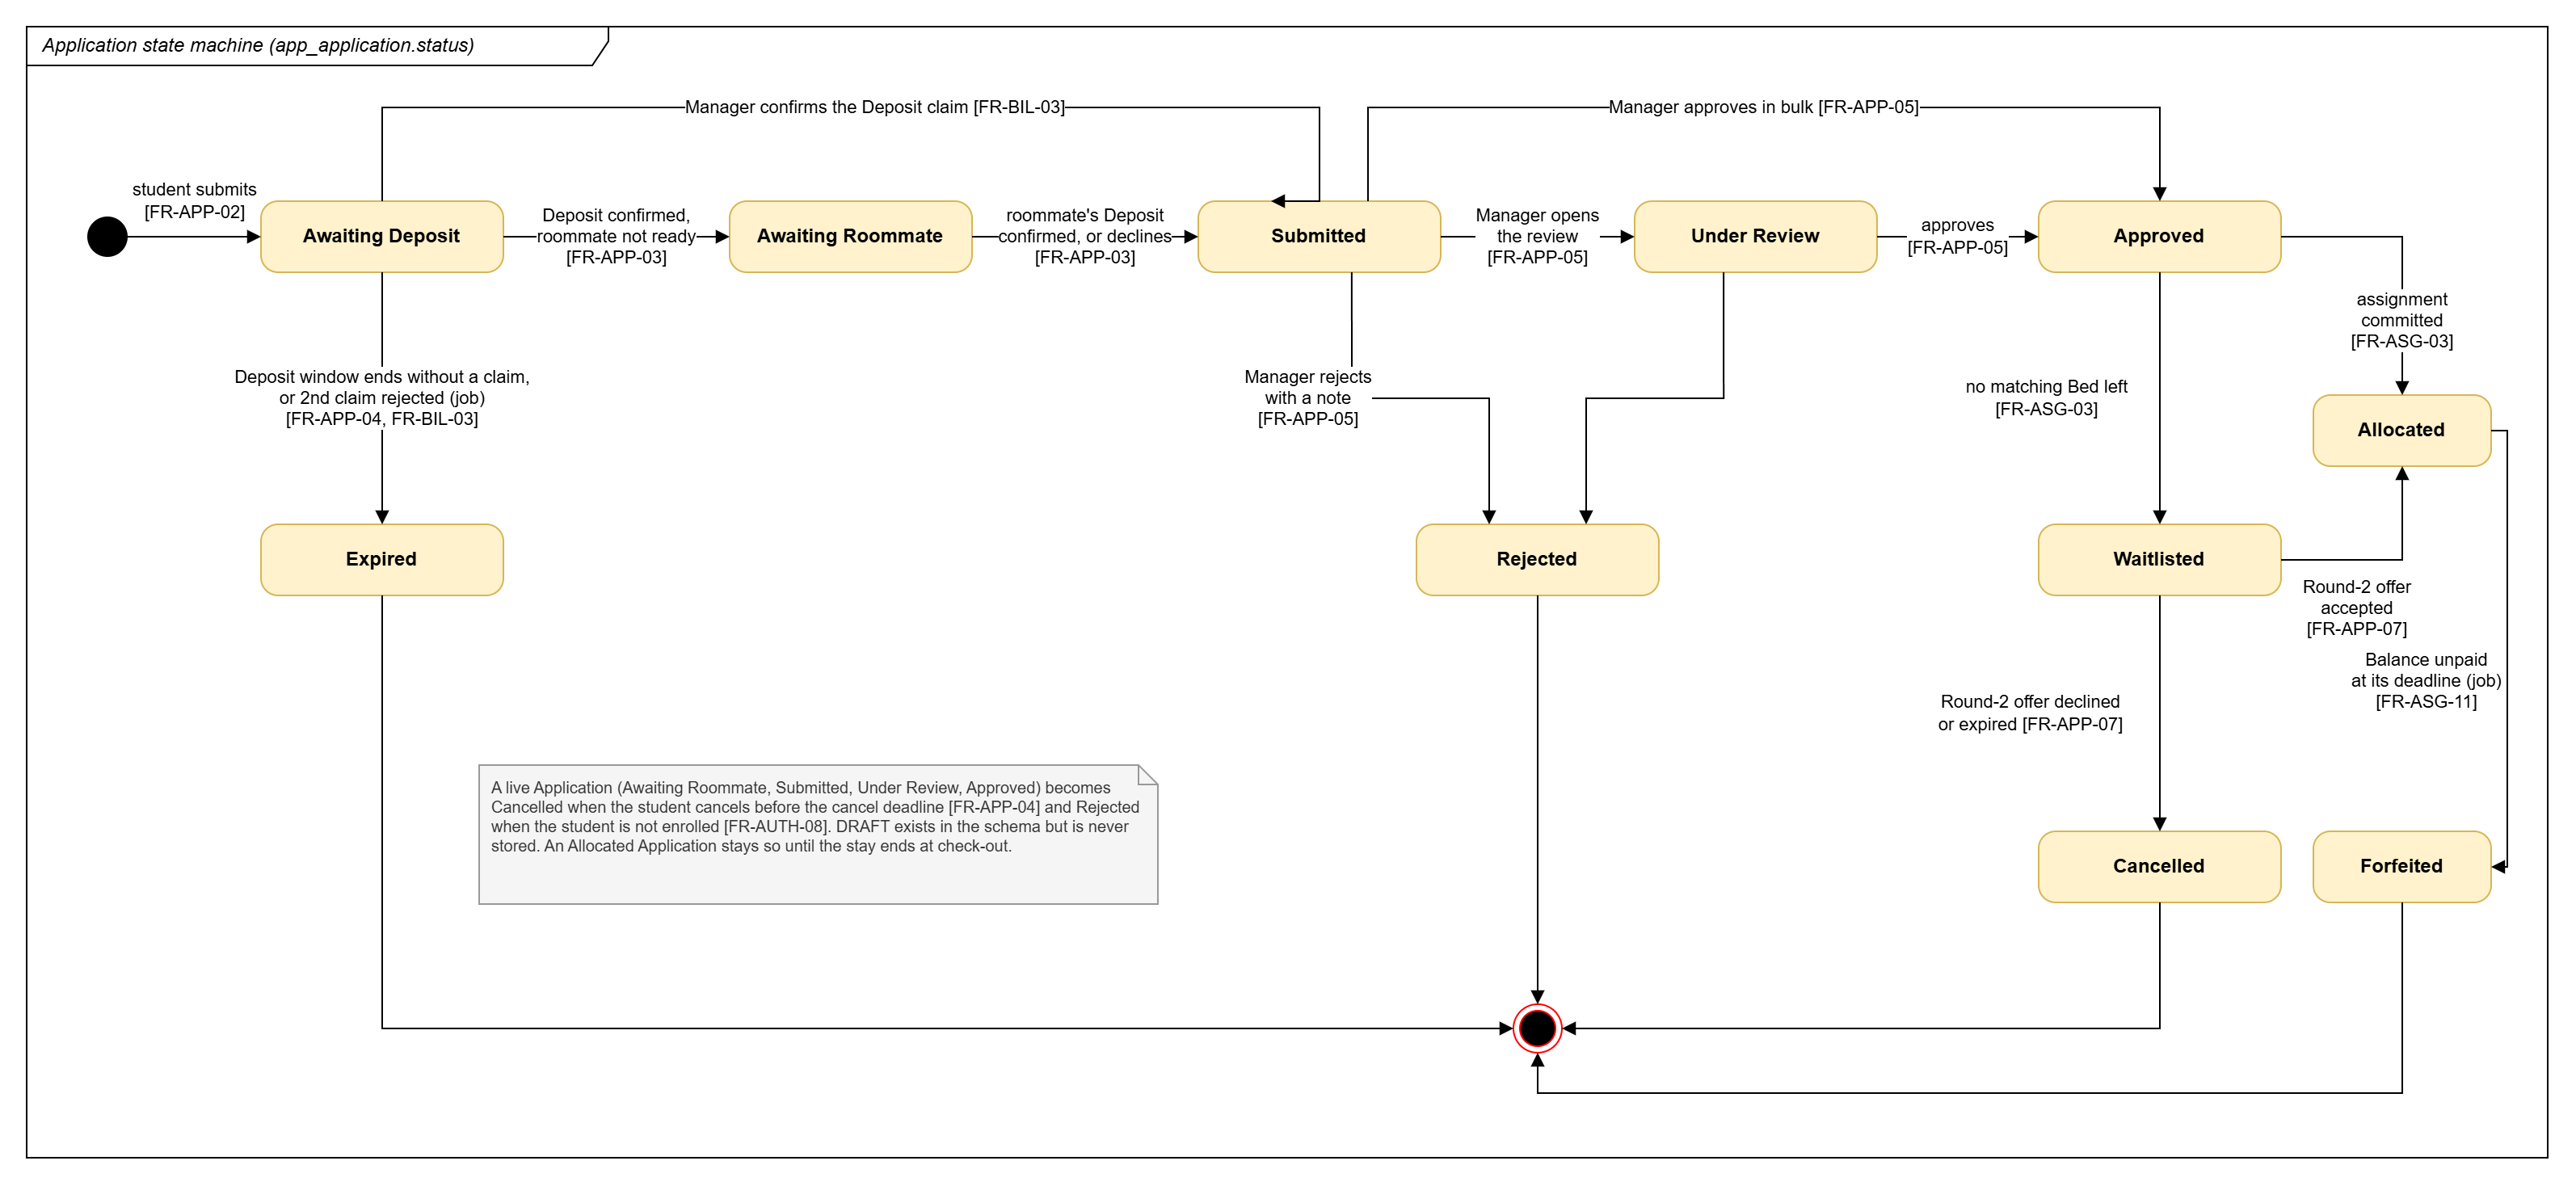 Application state machine (app_application.status)
Manager confirms the Deposit claim [FR-BIL-03]
Manager approves in bulk [FR-APP-05]
student submits
[FR-APP-02]
Awaiting Deposit
Deposit confirmed,
roommate not ready
[FR-APP-03]
Awaiting Roommate
roommate's Deposit
confirmed, or declines
[FR-APP-03]
Submitted
Manager opens
the review
[FR-APP-05]
Under Review
approves
[FR-APP-05]
Approved
assignment
committed
[FR-ASG-03]
Deposit window ends without a claim,
or 2nd claim rejected (job)
[FR-APP-04, FR-BIL-03]
Manager rejects
with a note
[FR-APP-05]
no matching Bed left
[FR-ASG-03]
Allocated
Expired
Rejected
Waitlisted
Round-2 offer
accepted
[FR-APP-07]
Balance unpaid
at its deadline (job)
[FR-ASG-11]
Round-2 offer declined
or expired [FR-APP-07]
A live Application (Awaiting Roommate, Submitted, Under Review, Approved) becomes
Cancelled when the student cancels before the cancel deadline [FR-APP-04] and Rejected
when the student is not enrolled [FR-AUTH-08]. DRAFT exists in the schema but is never
stored. An Allocated Application stays so until the stay ends at check-out.
Cancelled
Forfeited